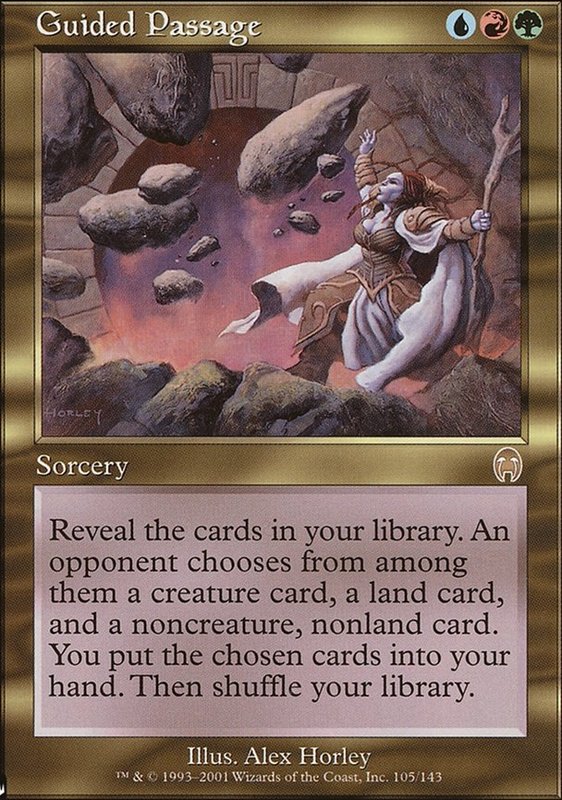 Guided Passage
HORLEY
Sorcery
Reveal the cards in your library. An
opponent chooses from among
them a creature card, a land card,
and a noncreature, nonland card.
You put the chosen cards into your
hand. Then shuffle your library.
Illus. Alex Horley
™ & © 1993–2001 Wizards of the Coast, Inc. 105/143